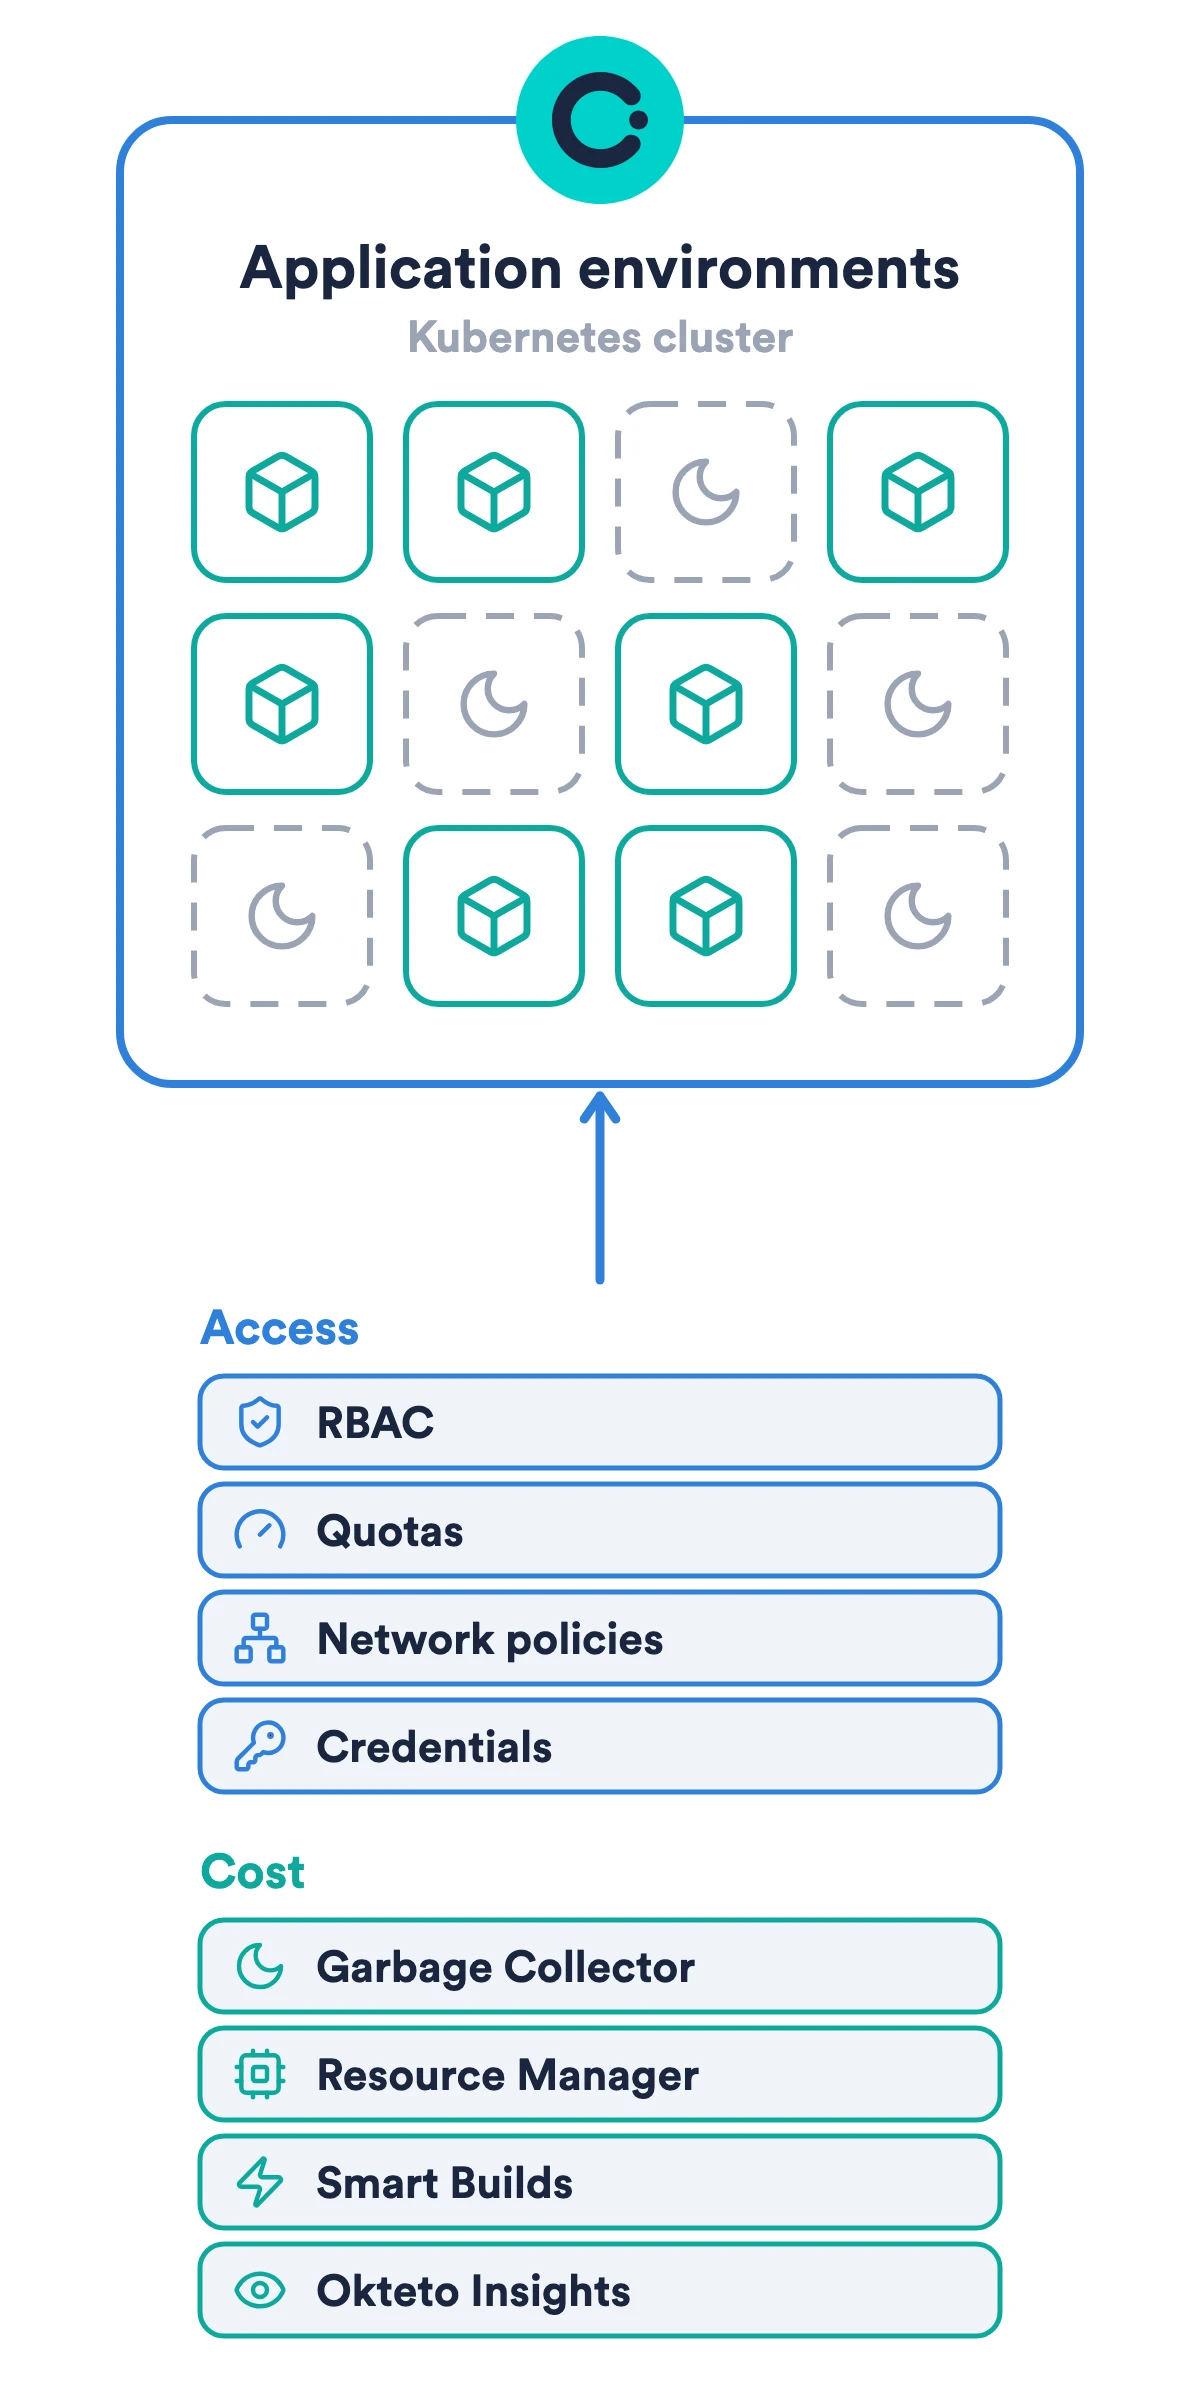 Application environments
Kubernetes cluster
Access
RBAC
Quotas
Network policies
Credentials
Cost
Garbage Collector
Resource Manager
Smart Builds
Okteto Insights